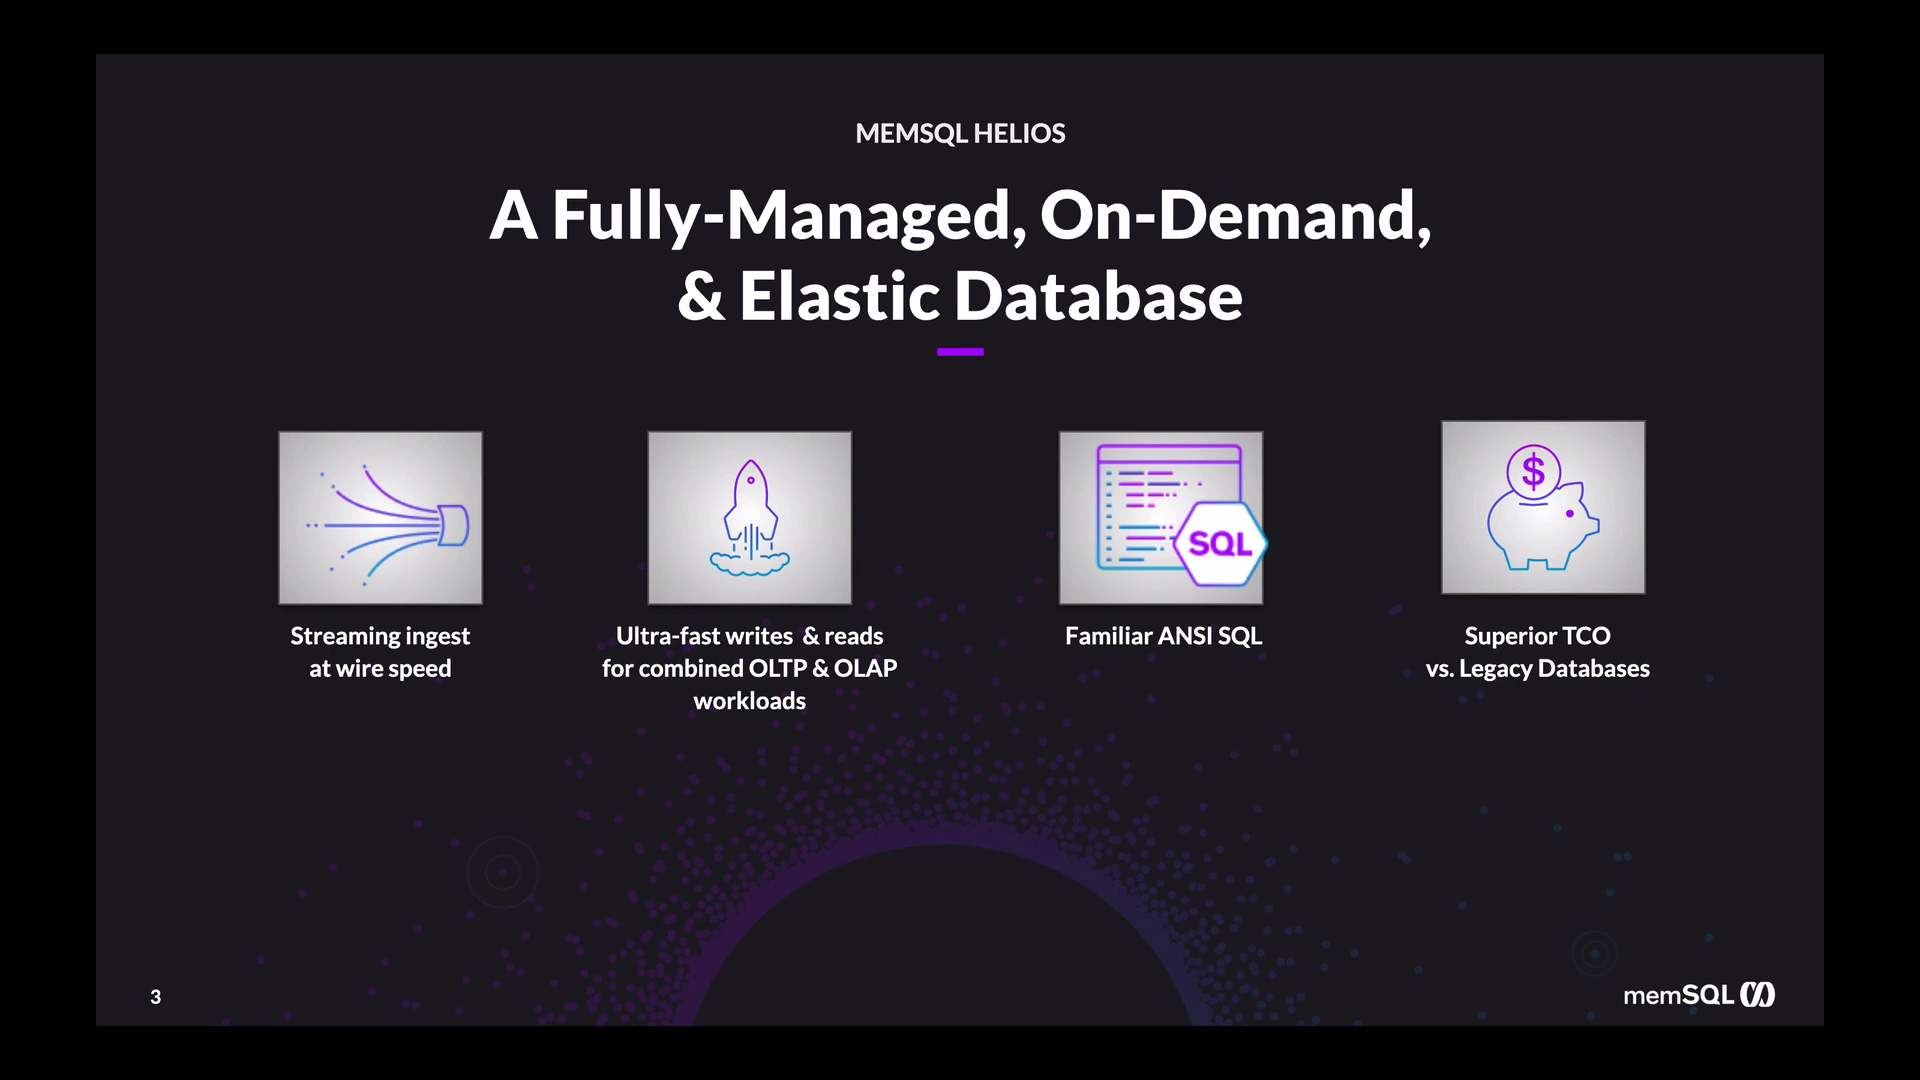 MEMSQL HELIOS
A Fully-Managed, On-Demand,
& Elastic Database
$
SQL
Streaming ingest
at wire speed
Ultra-fast writes & reads
for combined OLTP & OLAP
workloads
Familiar ANSI SQL
Superior TCO
vs. Legacy Databases
3
memSQL